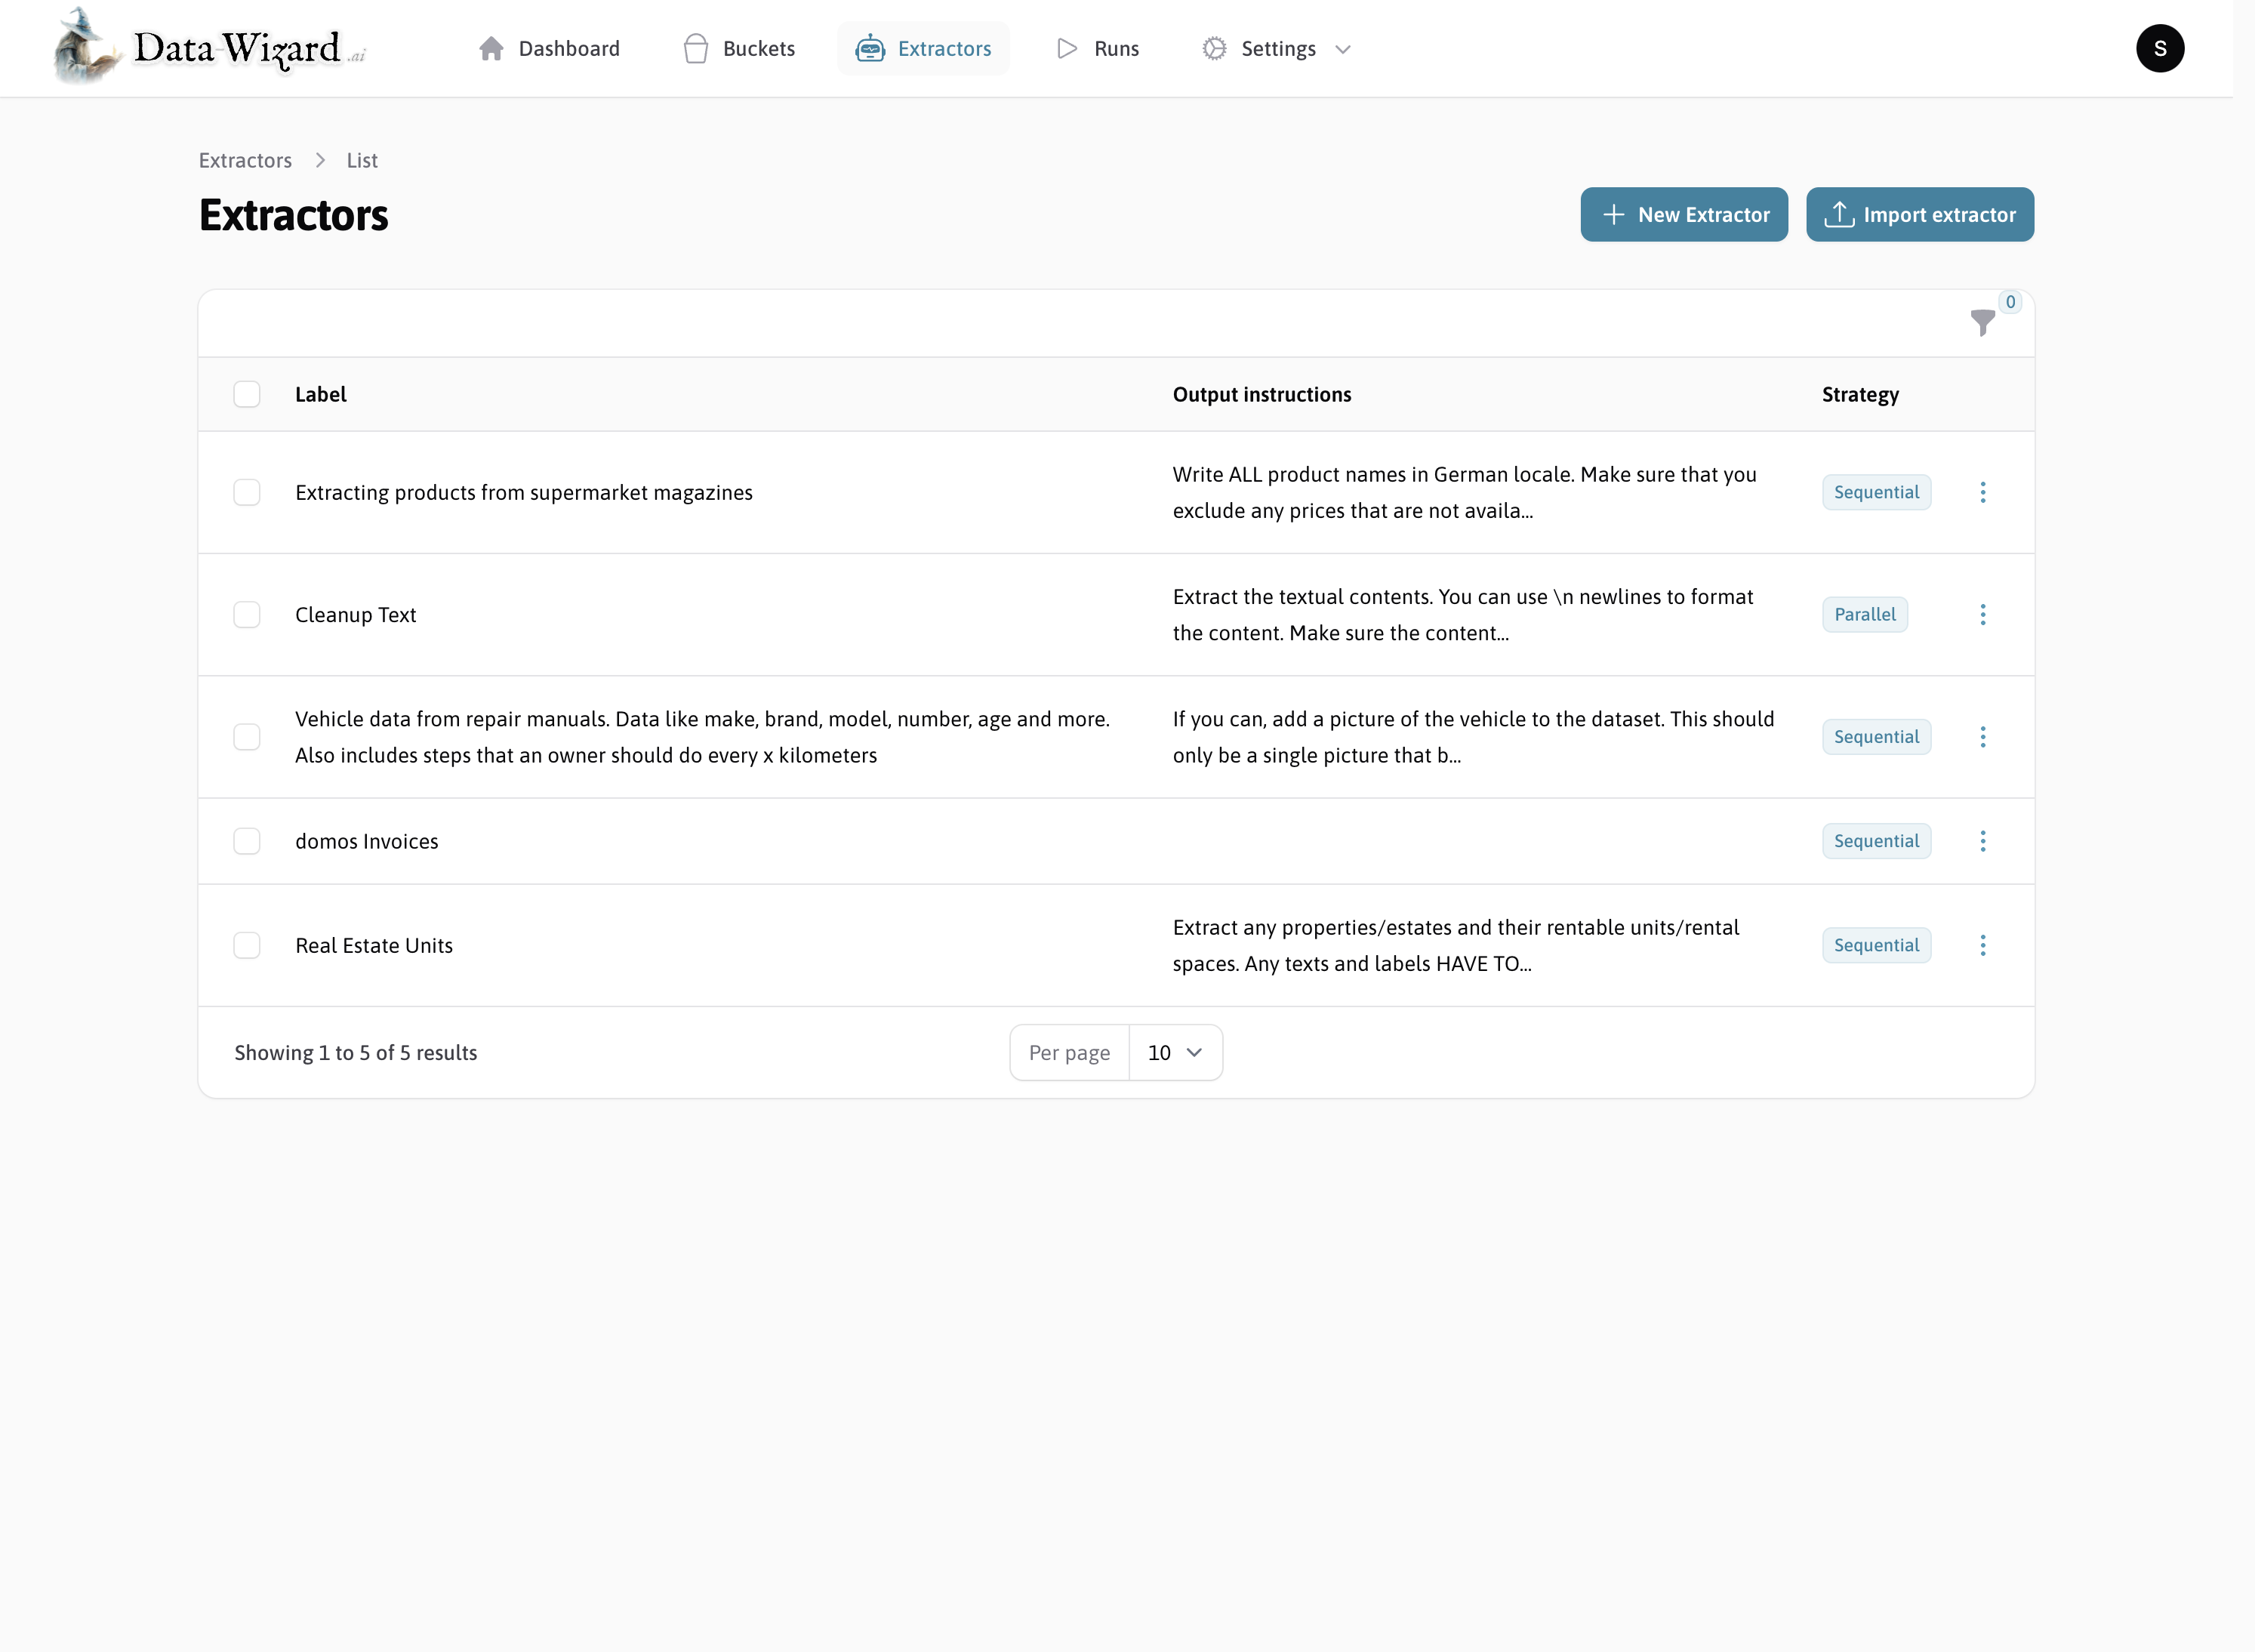 Data Wizard .ai
Dashboard
Buckets
Extractors
Runs
Settings
S
Extractors
List
Extractors
New Extractor
Import extractor
0
Label
Output instructions
Strategy
Extracting products from supermarket magazines
Write ALL product names in German locale. Make sure that you
exclude any prices that are not availa...
Sequential
Cleanup Text
Extract the textual contents. You can use \n newlines to format
the content. Make sure the content...
Parallel
Vehicle data from repair manuals. Data like make, brand, model, number, age and more.
Also includes steps that an owner should do every x kilometers
If you can, add a picture of the vehicle to the dataset. This should
only be a single picture that b...
Sequential
domos Invoices
Sequential
Real Estate Units
Extract any properties/estates and their rentable units/rental
spaces. Any texts and labels HAVE TO...
Sequential
Showing 1 to 5 of 5 results
Per page
10